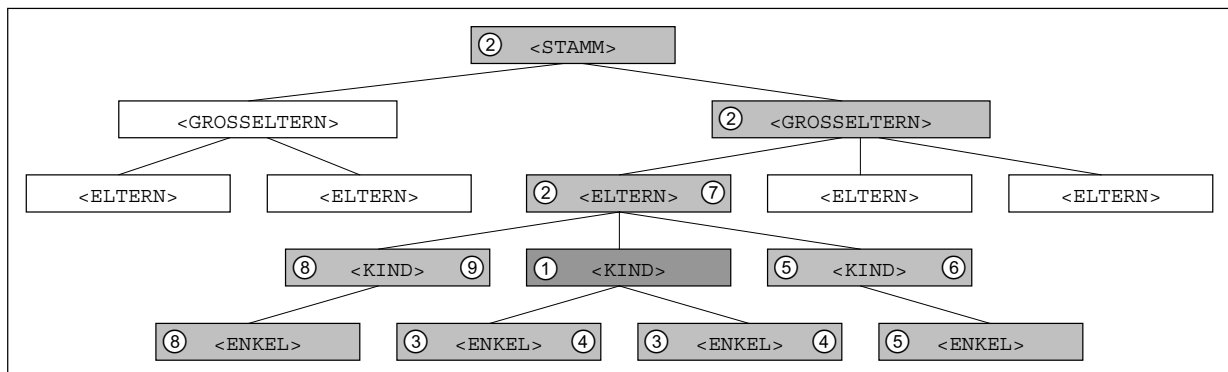 ② <STAMM>
<GROSSELTERN> ② <GROSSELTERN>
<ELTERN> <ELTERN> ② <ELTERN> ⑦ <ELTERN> <ELTERN>
⑧ <KIND> ⑨ ① <KIND> ⑤ <KIND> ⑥
⑧ <ENKEL> ③ <ENKEL> ④ ③ <ENKEL> ④ ⑤ <ENKEL>